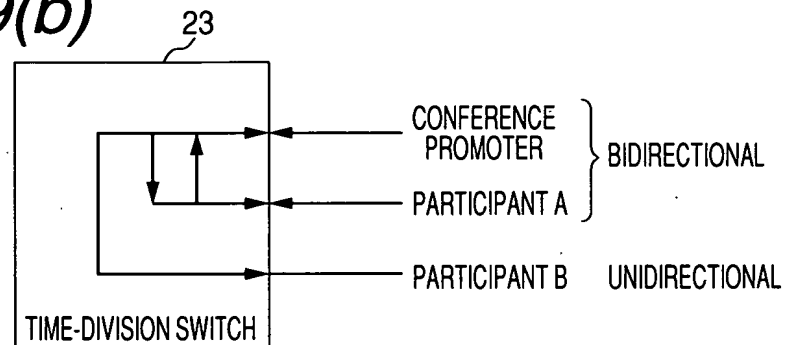 9(b)
23
CONFERENCE
PROMOTER
BIDIRECTIONAL
PARTICIPANT A
PARTICIPANT B UNIDIRECTIONAL
TIME-DIVISION SWITCH